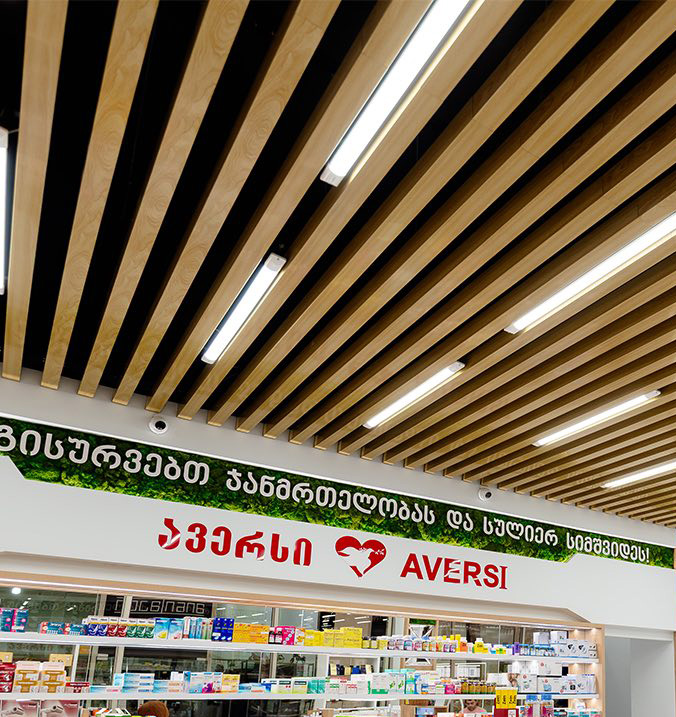 გისურვებთ ჯანმრთელობას და სულიერ სიმშვიდეს!
ავერსი AVERSI